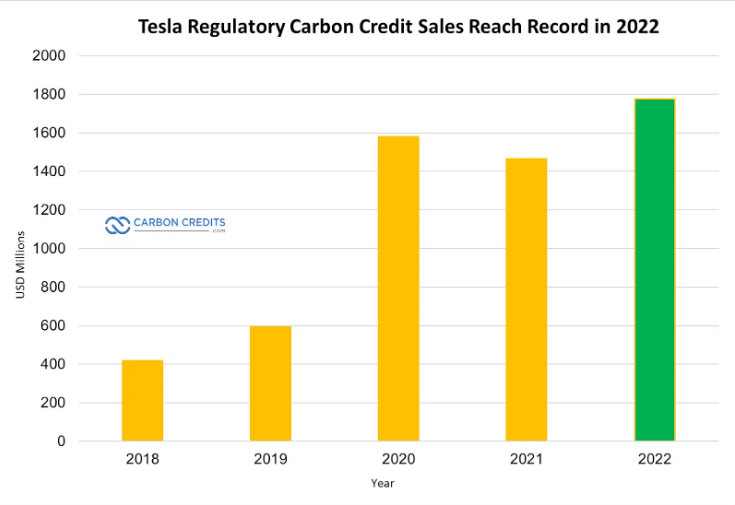 Tesla Regulatory Carbon Credit Sales Reach Record in 2022
2000
1800
1600
1400
1200
1000
800
600
400
200
0
USD Millions
CARBON CREDITS
.com
2018 2019 2020 2021 2022
Year